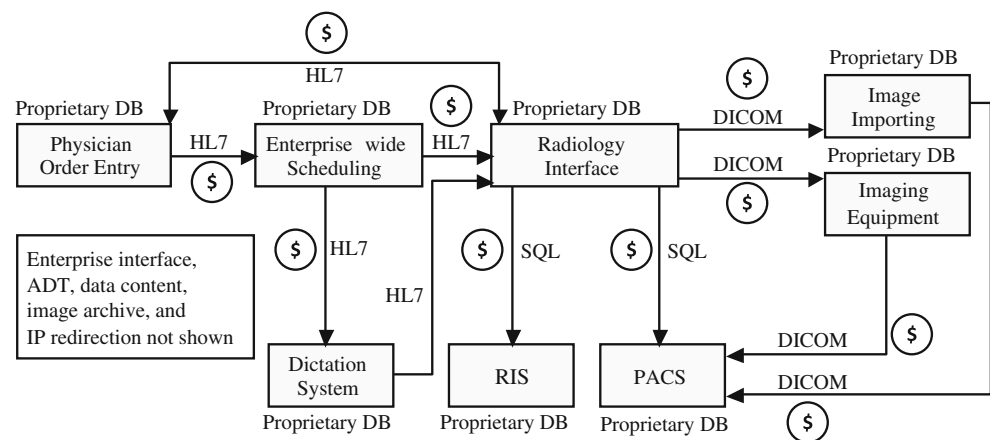 $
HL7
Proprietary DB
Proprietary DB
$
Proprietary DB
$
Proprietary DB
Physician
Order Entry
HL7
$
Enterprise wide
Scheduling
HL7
Radiology
Interface
DICOM
Image
Importing
DICOM
$
Proprietary DB
Imaging
Equipment
Enterprise interface,
ADT, data content,
image archive, and
IP redirection not shown
$
HL7
HL7
$
SQL
$
SQL
DICOM
$
Dictation
System
RIS
PACS
DICOM
$
Proprietary DB
Proprietary DB
Proprietary DB